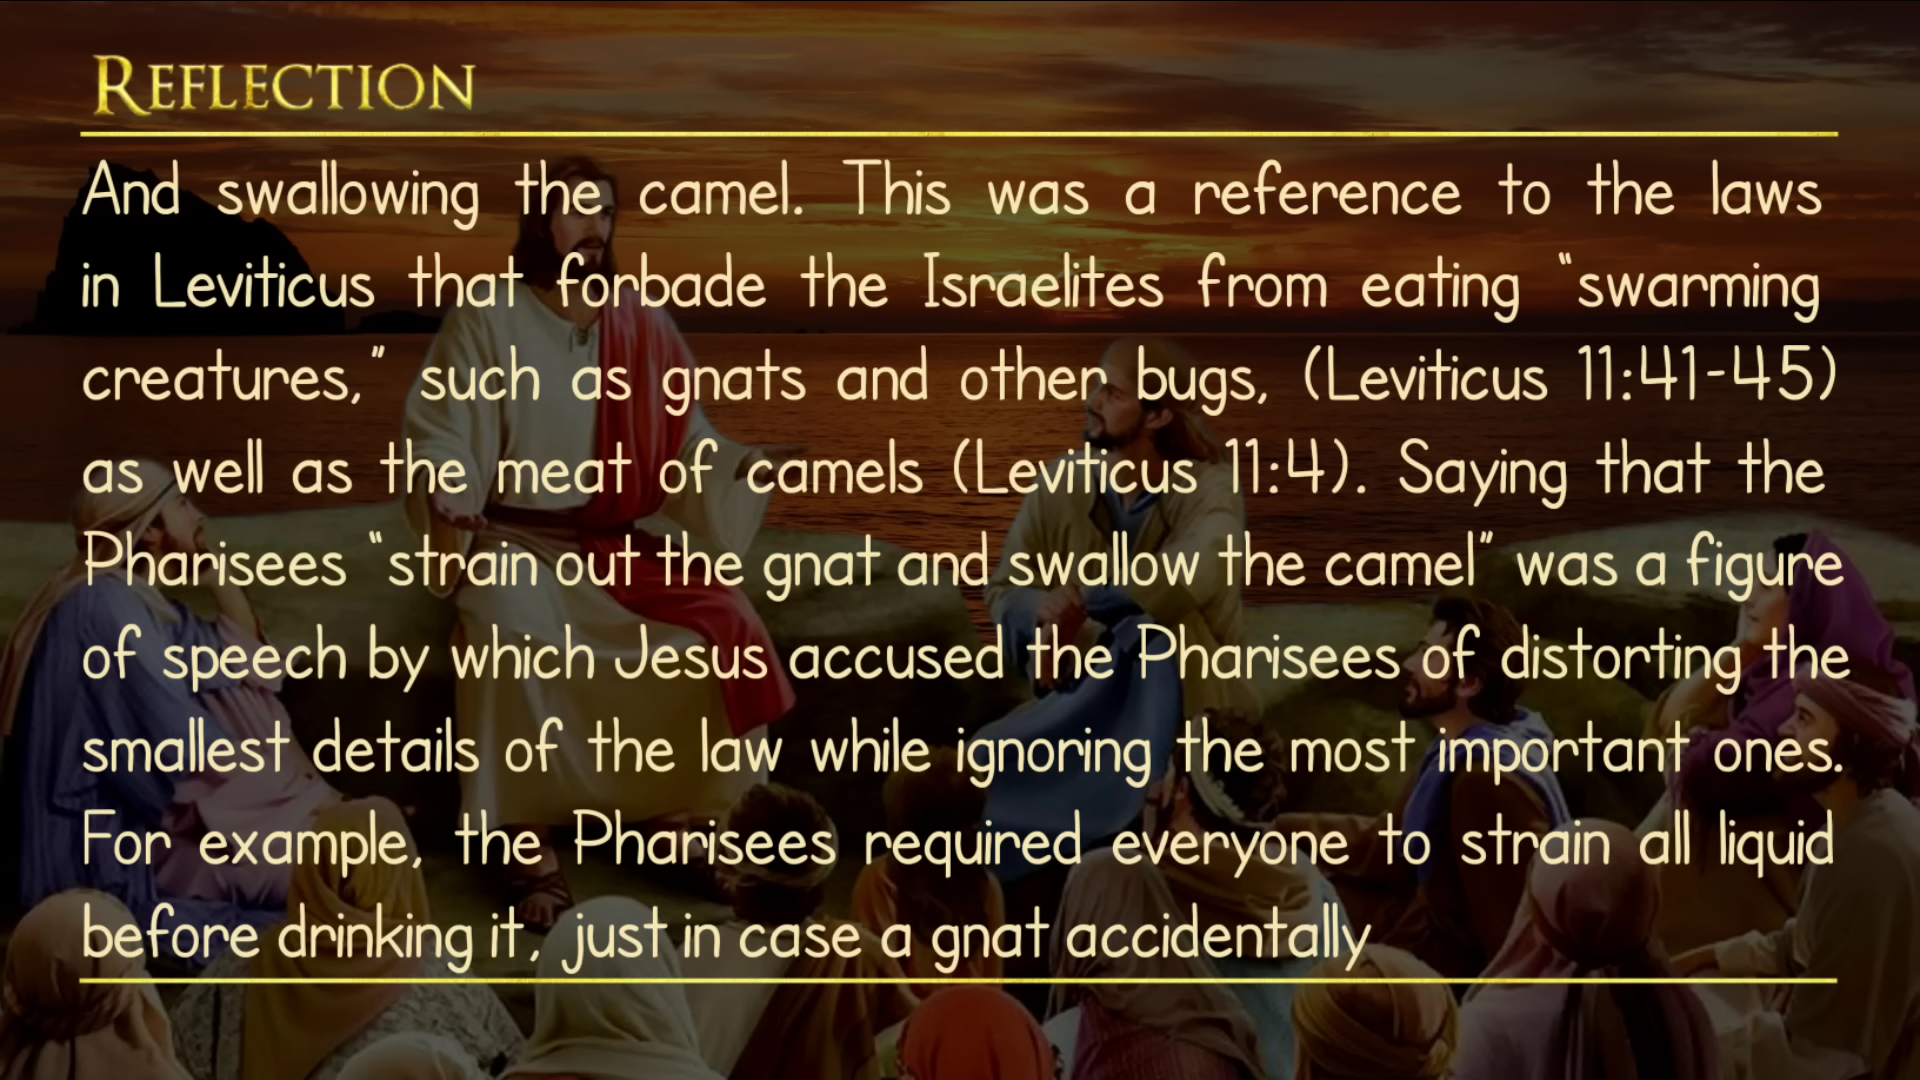 REFLECTION
And swallowing the camel. This was a reference to the laws
in Leviticus that forbade the Israelites from eating “swarming
creatures,” such as gnats and other bugs, (Leviticus 11:41-45)
as well as the meat of camels (Leviticus 11:4). Saying that the
Pharisees “strain out the gnat and swallow the camel” was a figure
of speech by which Jesus accused the Pharisees of distorting the
smallest details of the law while ignoring the most important ones.
For example, the Pharisees required everyone to strain all liquid
before drinking it, just in case a gnat accidentally